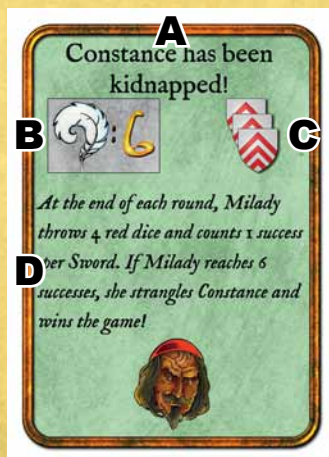 A
Constance has been
kidnapped!
B : 6 C
At the end of each round, Milady
throws 4 red dice and counts 1 success
per Sword. If Milady reaches 6
D
successes, she strangles Constance and
wins the game!